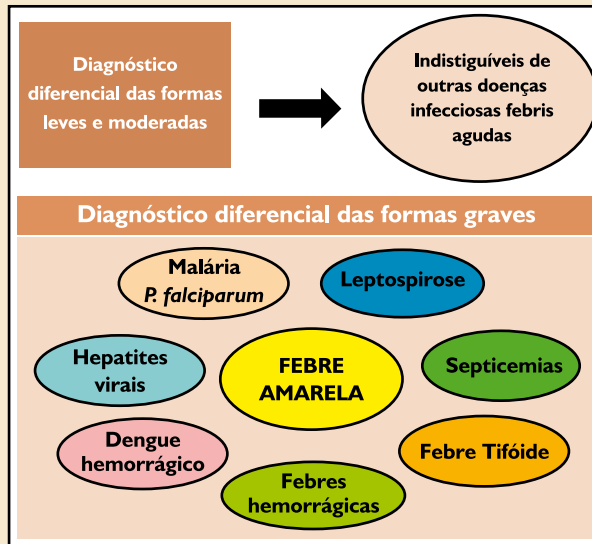 Diagnóstico
diferencial das formas
leves e moderadas
Indistiguíveis de
outras doenças
infecciosas febris
agudas
Diagnóstico diferencial das formas graves
Malária
P. falciparum
Leptospirose
Hepatites
virais
FEBRE
AMARELA
Septicemias
Dengue
hemorrágico
Febres
hemorrágicas
Febre Tifóide